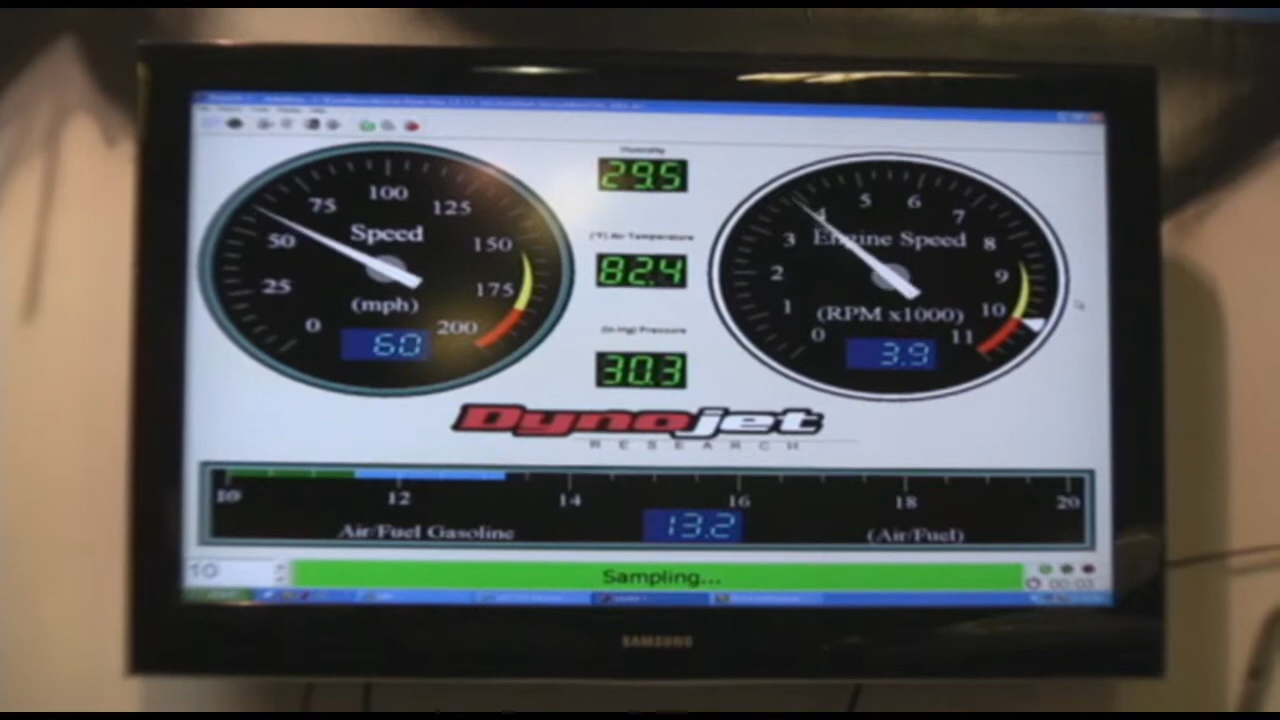 Humidity
29.5
(°F) Air Temperature
82.4
(in-Hg) Pressure
30.3
0 25 50 75 100 125 150 175 200
Speed
(mph)
60
0 1 2 3 4 5 6 7 8 9 10 11
Engine Speed
(RPM x1000)
3.9
Dynojet
RESEARCH
10 12 14 16 18 20
Air/Fuel Gasoline
13.2
(Air/Fuel)
10
Sampling...
00:03
SAMSUNG